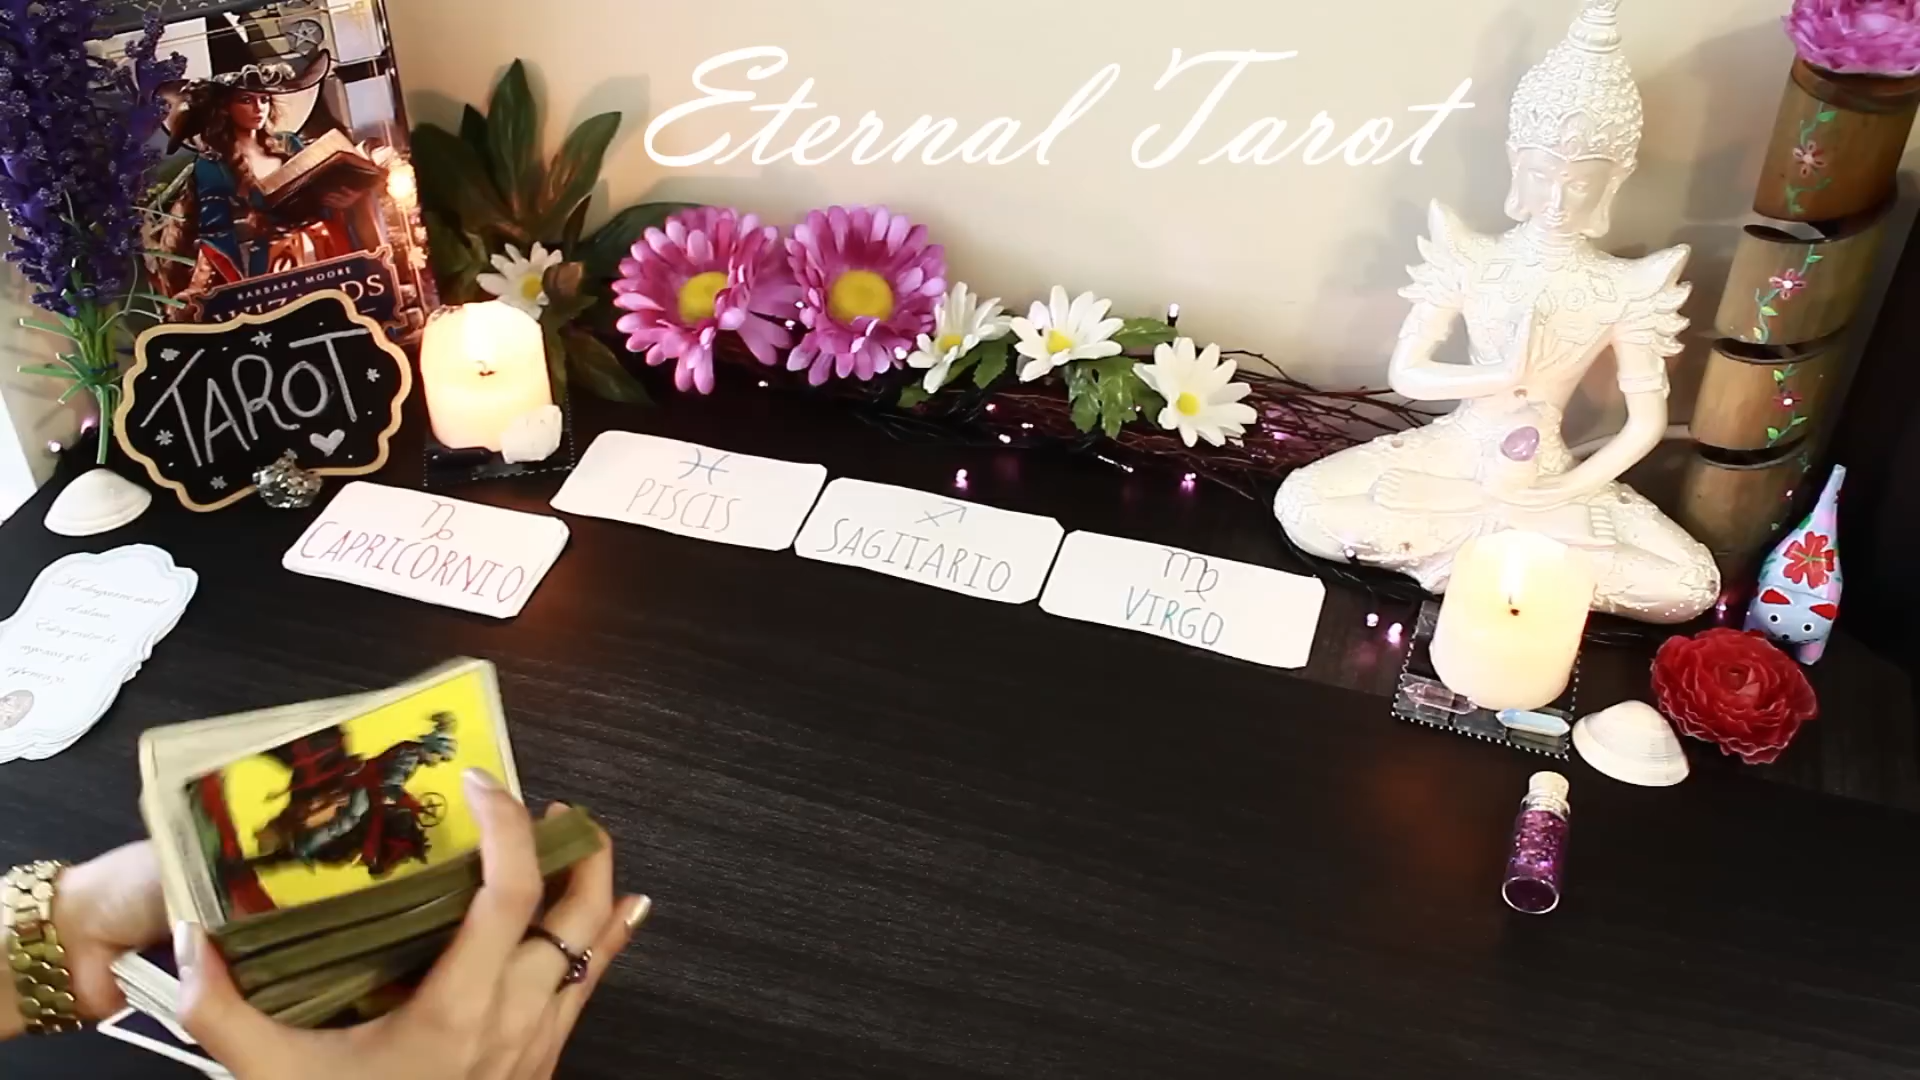 Eternal Tarot
BARBARA MOORE
TAROT
♓
PISCIS
♑
CAPRICORNIO
♐
SAGITARIO
♍
VIRGO